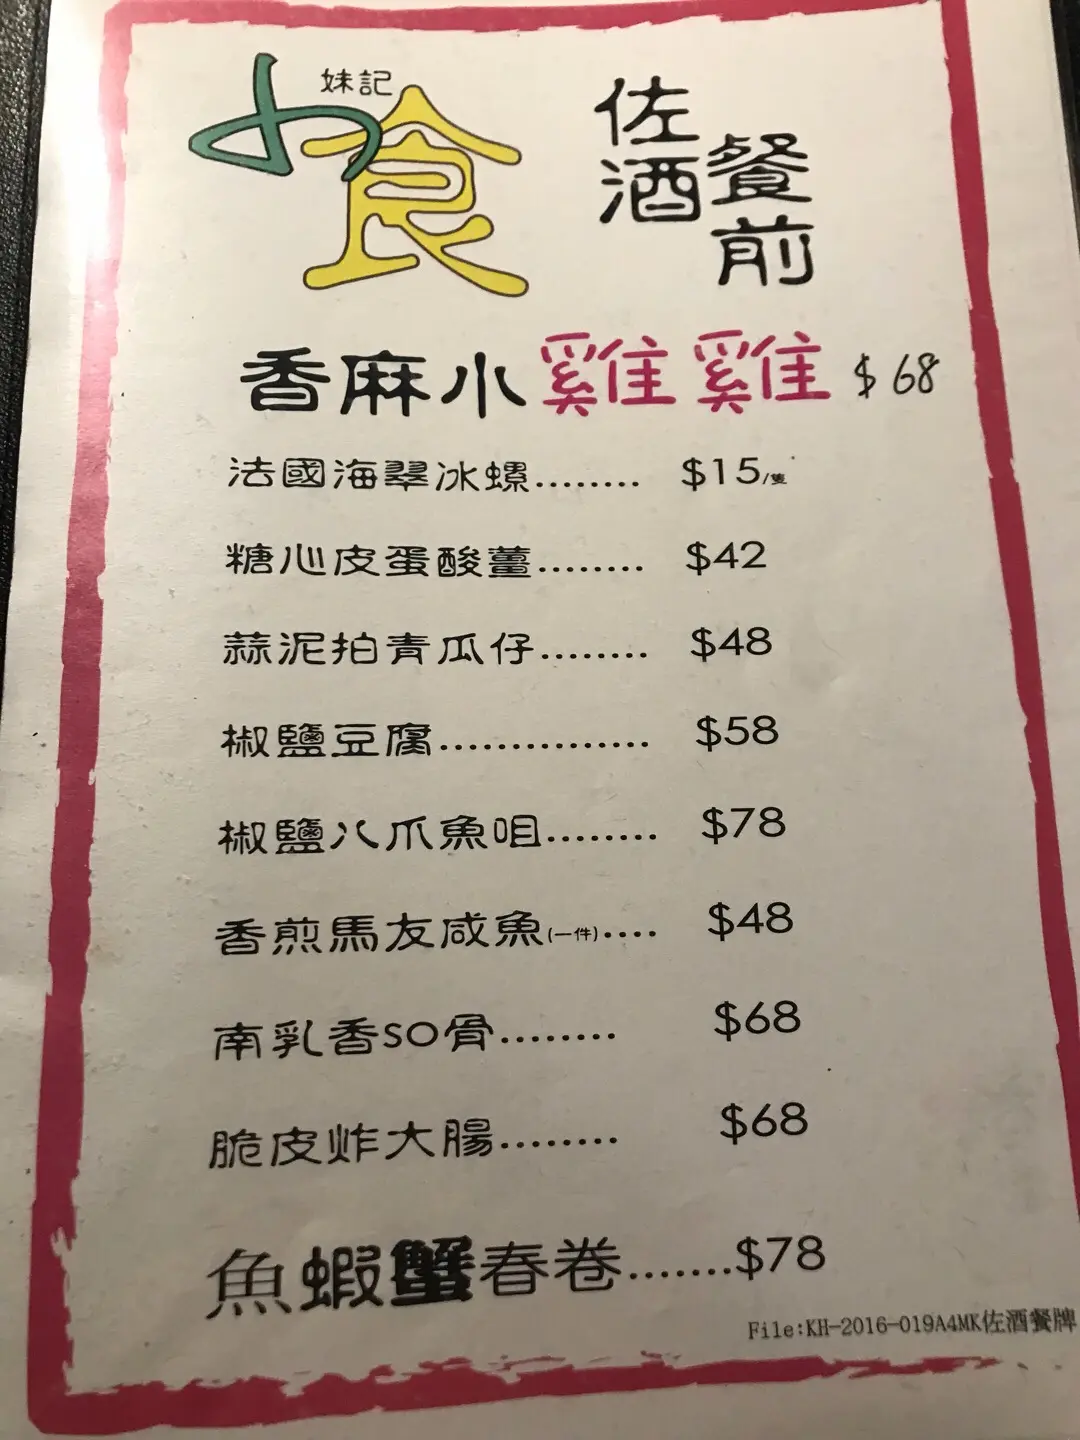 妹記
小食
佐酒
餐前
香麻小雞雞 $68
法國海翠冰螺........ $15/隻
糖心皮蛋酸薑........ $42
蒜泥拍青瓜仔........ $48
椒鹽豆腐............... $58
椒鹽八爪魚咀........ $78
香煎馬友咸魚(一件).... $48
南乳香SO骨........ $68
脆皮炸大腸........ $68
魚蝦蟹春卷.......$78
File:KH-2016-019A4MK佐酒餐牌